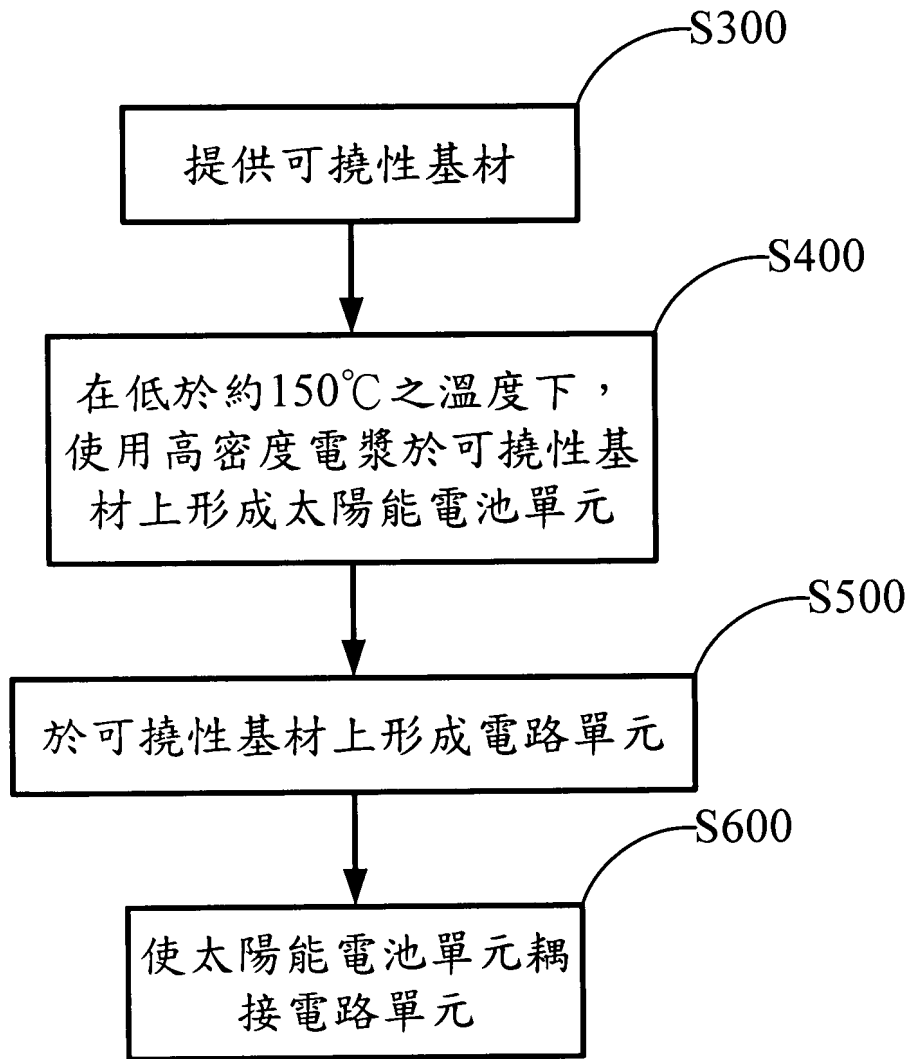 S300
提供可撓性基材
S400
在低於約150℃之溫度下，
使用高密度電漿於可撓性基
材上形成太陽能電池單元
S500
於可撓性基材上形成電路單元
S600
使太陽能電池單元耦
接電路單元